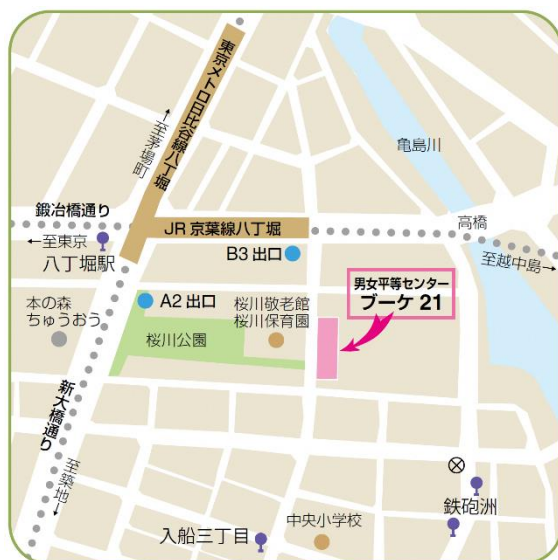 東京メトロ日比谷線八丁堀
←至茅場町
亀島川
鍛冶橋通り
JR 京葉線八丁堀
高橋
←至東京
八丁堀駅
B3 出口
至越中島→
男女平等センター
ブーケ 21
A2 出口
本の森
ちゅうおう
桜川敬老館
桜川保育園
桜川公園
新大橋通り
至築地→
鉄砲洲
入船三丁目
中央小学校